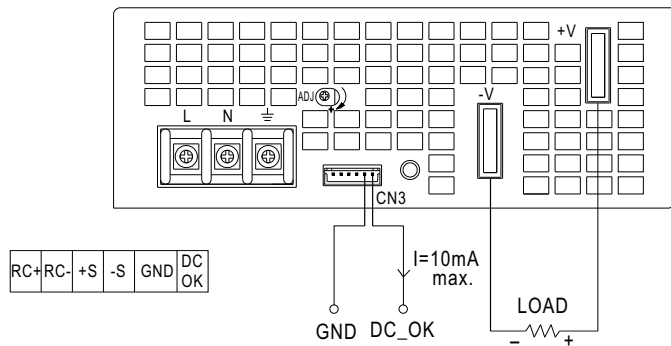 +V
-V
ADJ
+
L N ⏚
CN3
RC+ RC- +S -S GND DC OK
I=10mA
max.
GND DC_OK
LOAD
– +